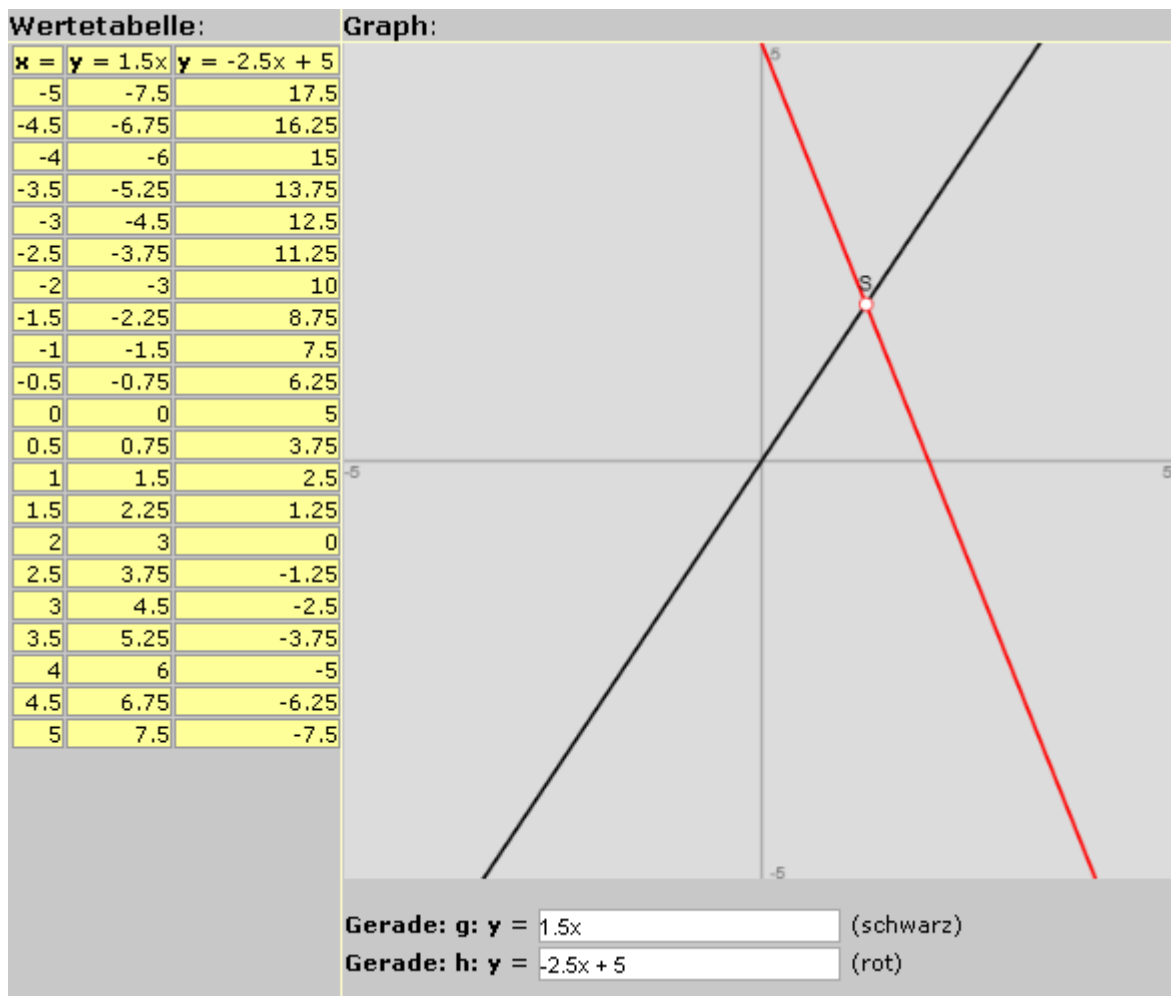 Wertetabelle:
x = y = 1.5x y = -2.5x + 5
-5 -7.5 17.5
-4.5 -6.75 16.25
-4 -6 15
-3.5 -5.25 13.75
-3 -4.5 12.5
-2.5 -3.75 11.25
-2 -3 10
-1.5 -2.25 8.75
-1 -1.5 7.5
-0.5 -0.75 6.25
0 0 5
0.5 0.75 3.75
1 1.5 2.5
1.5 2.25 1.25
2 3 0
2.5 3.75 -1.25
3 4.5 -2.5
3.5 5.25 -3.75
4 6 -5
4.5 6.75 -6.25
5 7.5 -7.5
Graph:
5
S
-5 5
-5
Gerade: g: y = 1.5x (schwarz)
Gerade: h: y = -2.5x + 5 (rot)